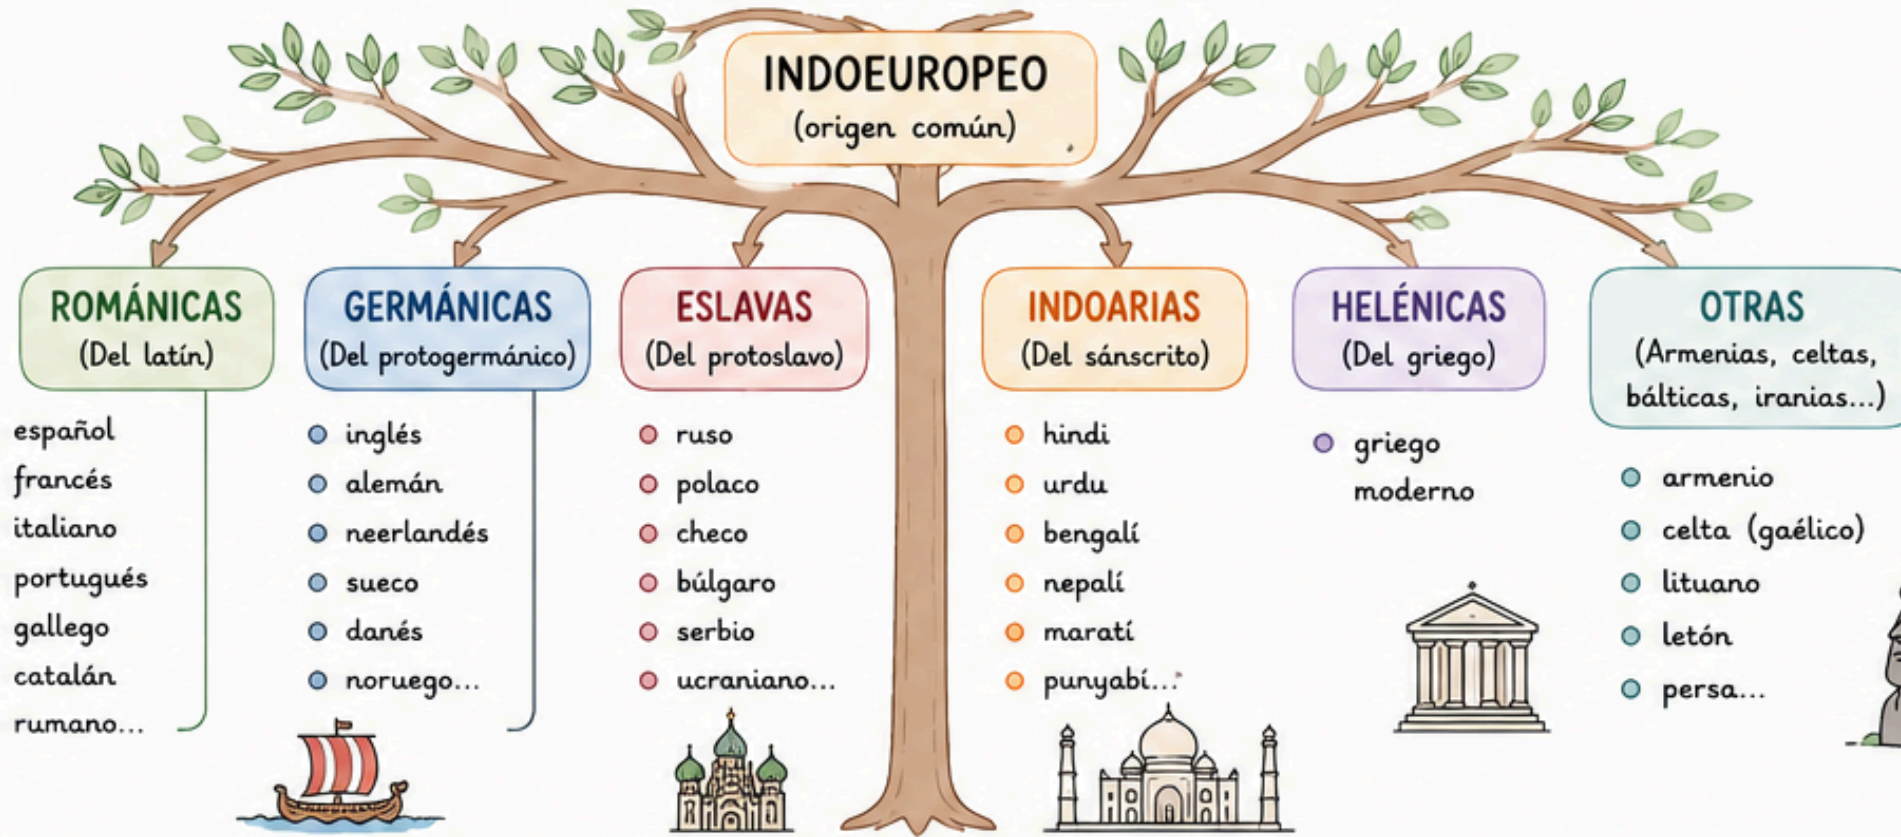 INDOEUROPEO
(origen común)
ROMÁNICAS
(Del latín)
español
francés
italiano
portugués
gallego
catalán
rumano...
GERMÁNICAS
(Del protogermánico)
inglés
alemán
neerlandés
sueco
danés
noruego...
ESLAVAS
(Del protoslavo)
ruso
polaco
checo
búlgaro
serbio
ucraniano...
INDOARIAS
(Del sánscrito)
hindi
urdu
bengalí
nepalí
maratí
punyabí...
HELÉNICAS
(Del griego)
griego
moderno
OTRAS
(Armenias, celtas,
bálticas, iranias...)
armenio
celta (gaélico)
lituano
letón
persa...